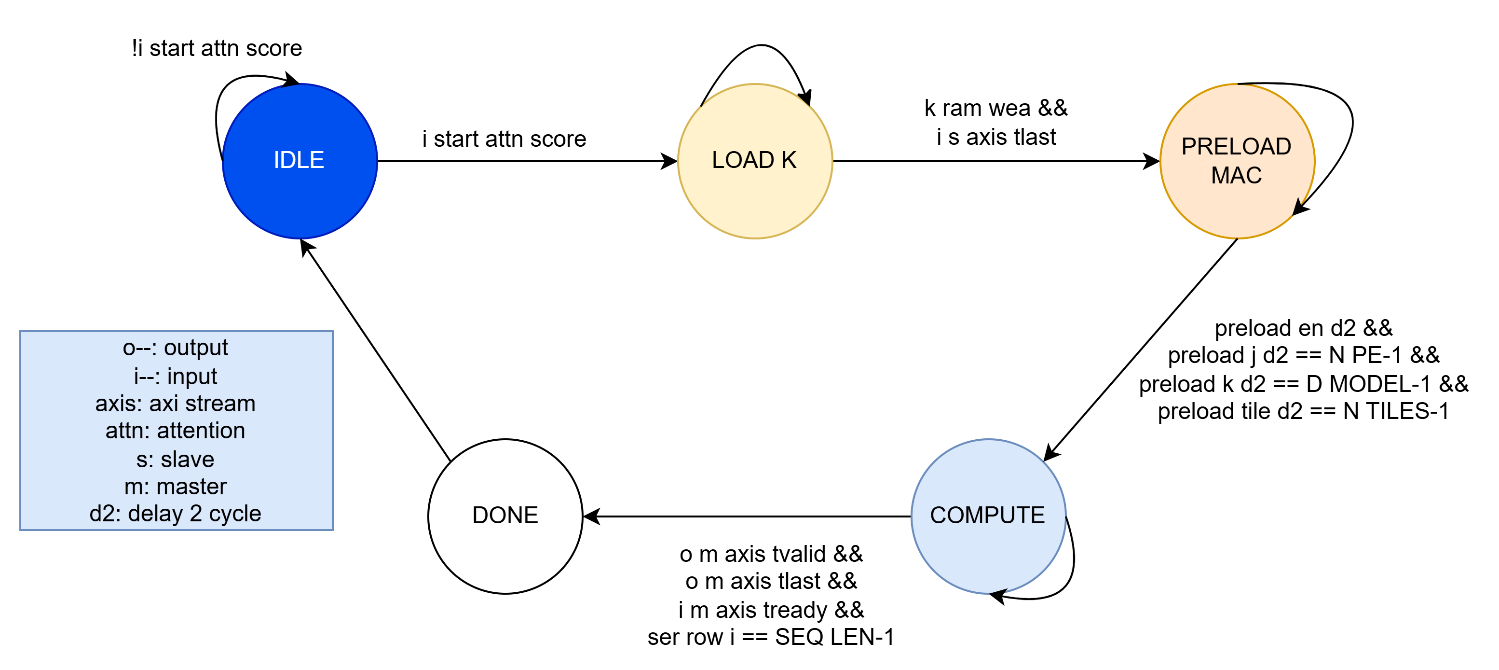 !i start attn score
i start attn score
k ram wea &&
i s axis tlast
IDLE
LOAD K
PRELOAD
MAC
preload en d2 &&
preload j d2 == N PE-1 &&
preload k d2 == D MODEL-1 &&
preload tile d2 == N TILES-1
o--: output
i--: input
axis: axi stream
attn: attention
s: slave
m: master
d2: delay 2 cycle
DONE
COMPUTE
o m axis tvalid &&
o m axis tlast &&
i m axis tready &&
ser row i == SEQ LEN-1